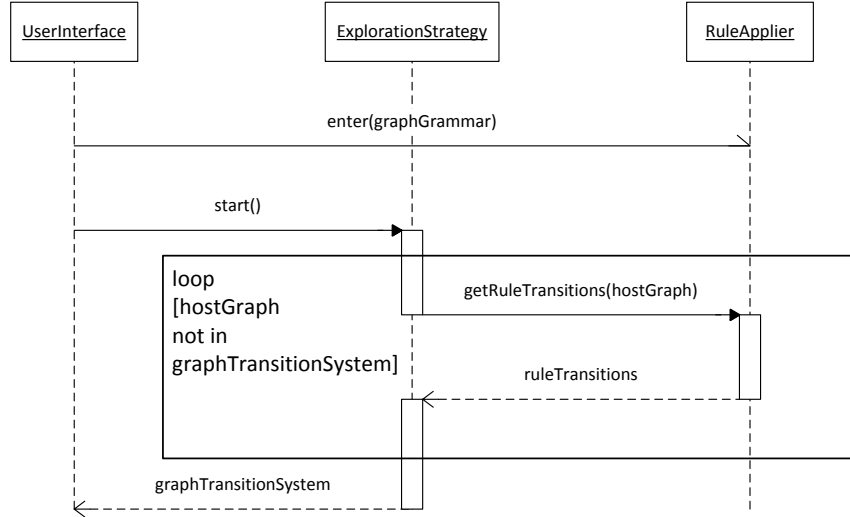 UserInterface
ExplorationStrategy
RuleApplier
enter(graphGrammar)
start()
loop
[hostGraph
not in
graphTransitionSystem]
getRuleTransitions(hostGraph)
ruleTransitions
graphTransitionSystem